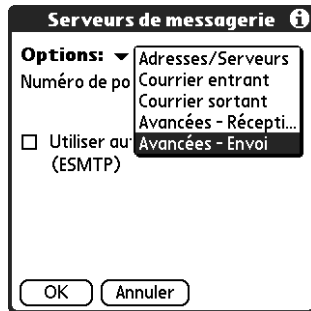 Serveurs de messagerie
Options:
Adresses/Serveurs
Numéro de po
Courrier entrant
Courrier sortant
Avancées - Récepti...
Utiliser au
Avancées - Envoi
(ESMTP)
OK
Annuler